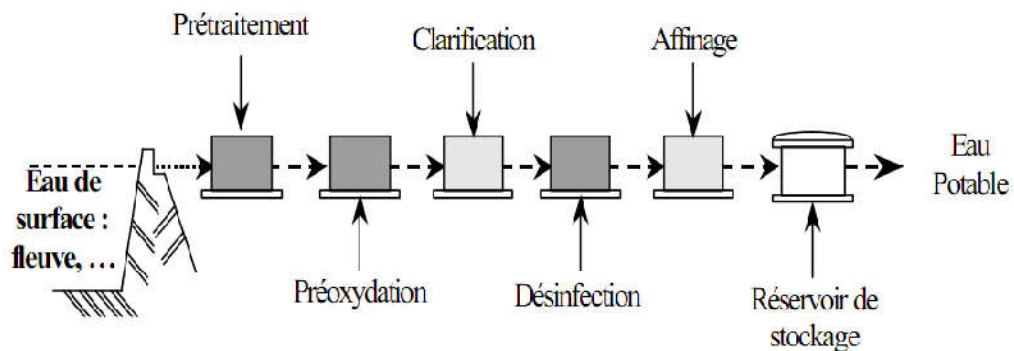 Prétraitement
Clarification
Affinage
Eau de
surface :
fleuve, …
Eau
Potable
Préoxydation
Désinfection
Réservoir de
stockage